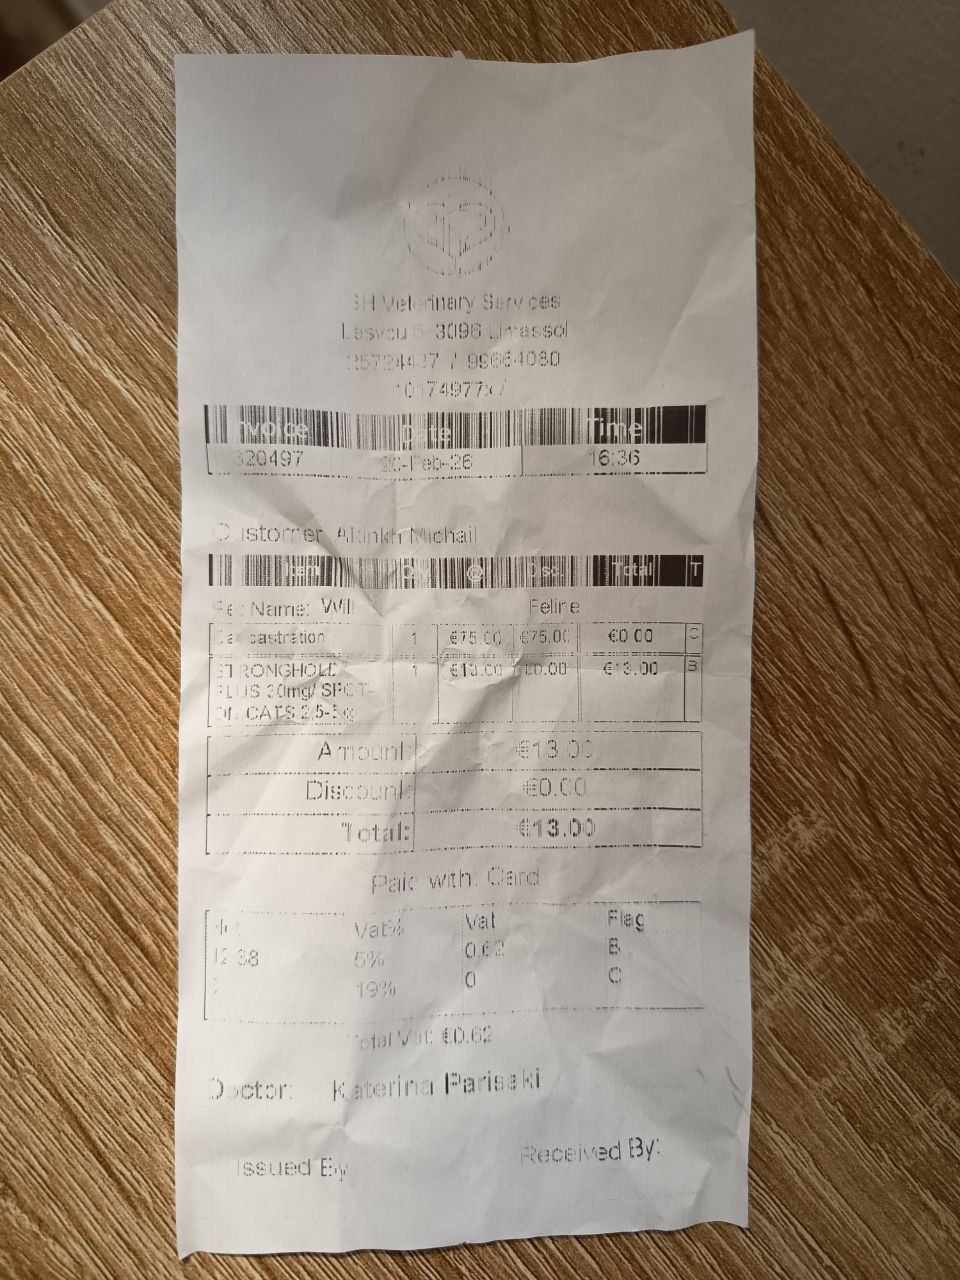 SH Veterinary Services
Lesvou 5 3096 Limassol
25724437 / 99664080
10174977x /
Invoice Date Time
320497 20-Feb-26 16:36
Customer Michail
Item Qty @ Disc Total T
Pet Name: Will Feline
Cat castration 1 €75.00 €75.00 €0.00 C
STRONGHOLD 1 €13.00 €0.00 €13.00 B
PLUS 30mg/ SPOT-
CATS 2,5-5kg
Amount: €13.00
Discount: €0.00
Total: €13.00
Paid with: Card
Net Vat% Vat Flag
12.38 5% 0.62 B
19% 0 C
Total Vat: €0.62
Doctor: Katerina Parisaki
Issued By
Received By: